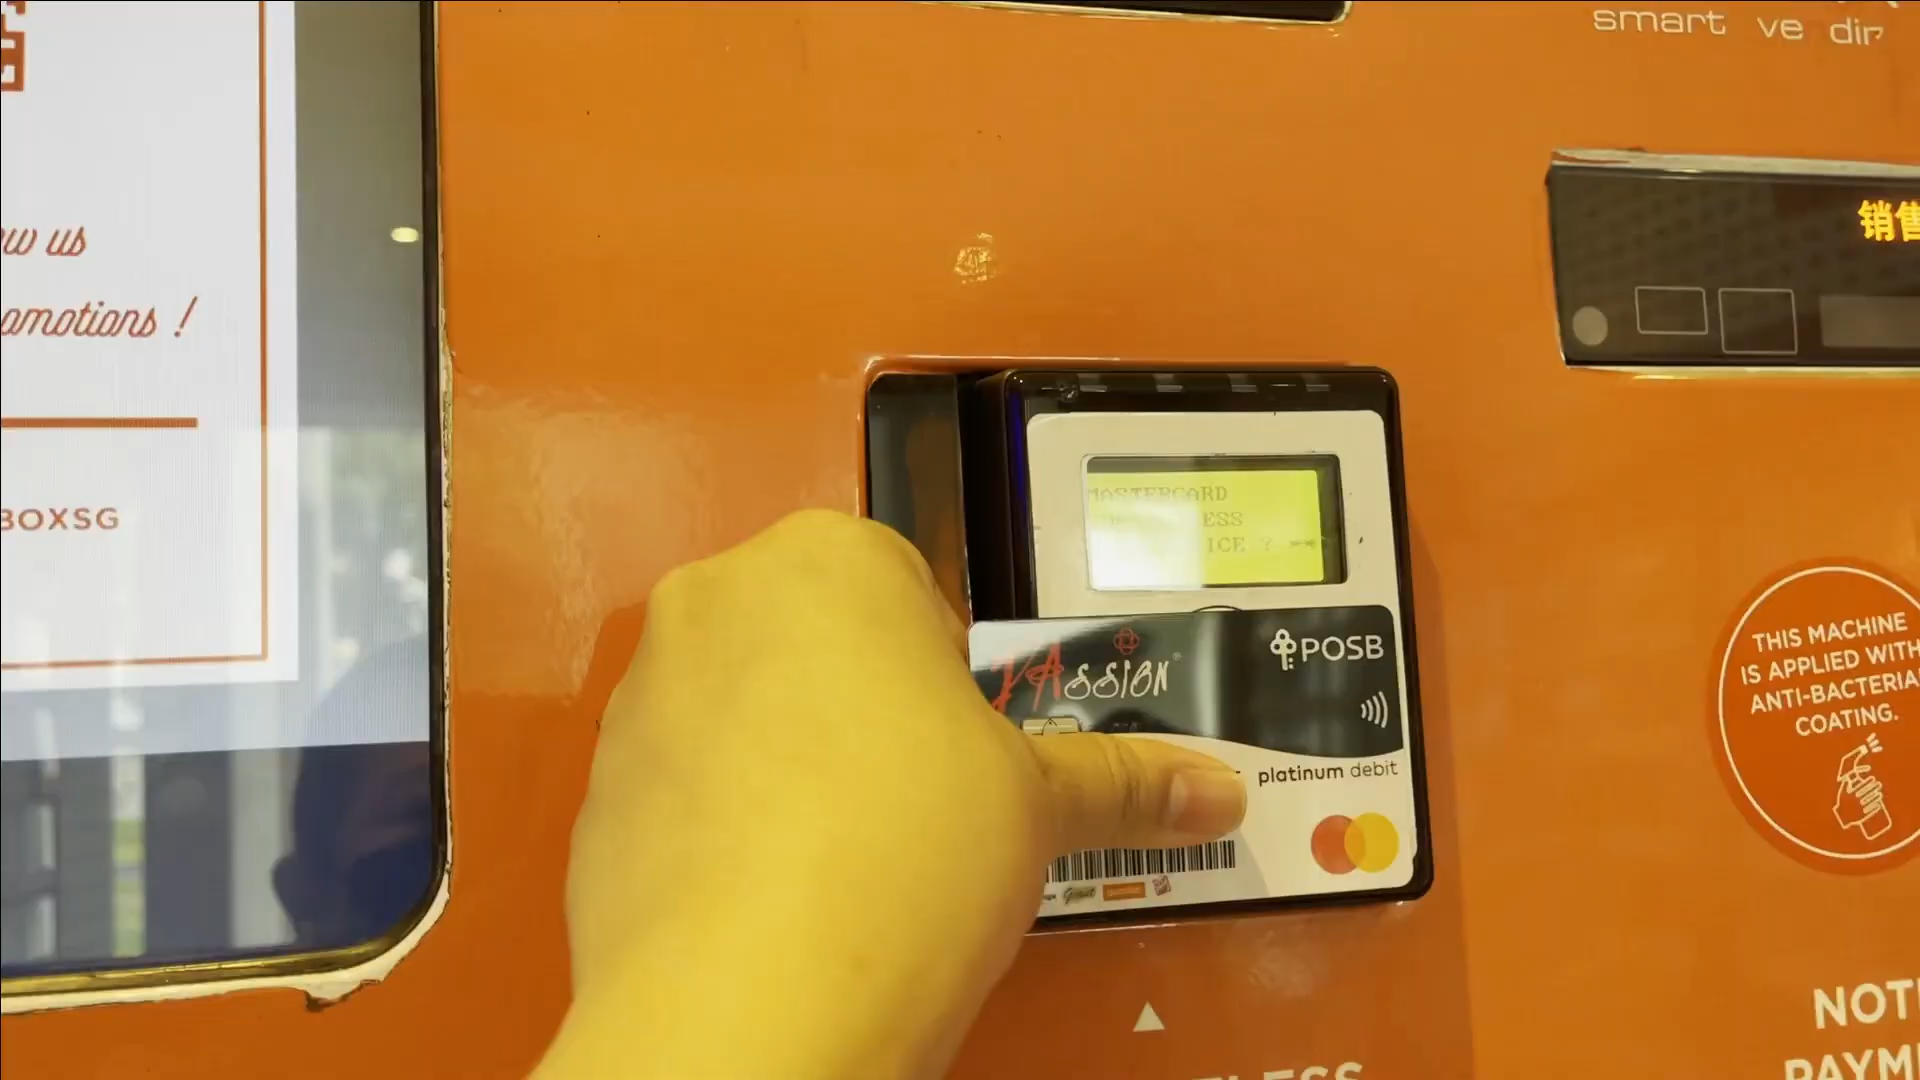 smart ve dir
w us
omotions !
BOXSG
销售
MASTERCARD
ESS
ICE ?
PAssion
POSB
platinum debit
Giant
THIS MACHINE
IS APPLIED WITH
ANTI-BACTERIA
COATING.
NOT
PAYM
LESS